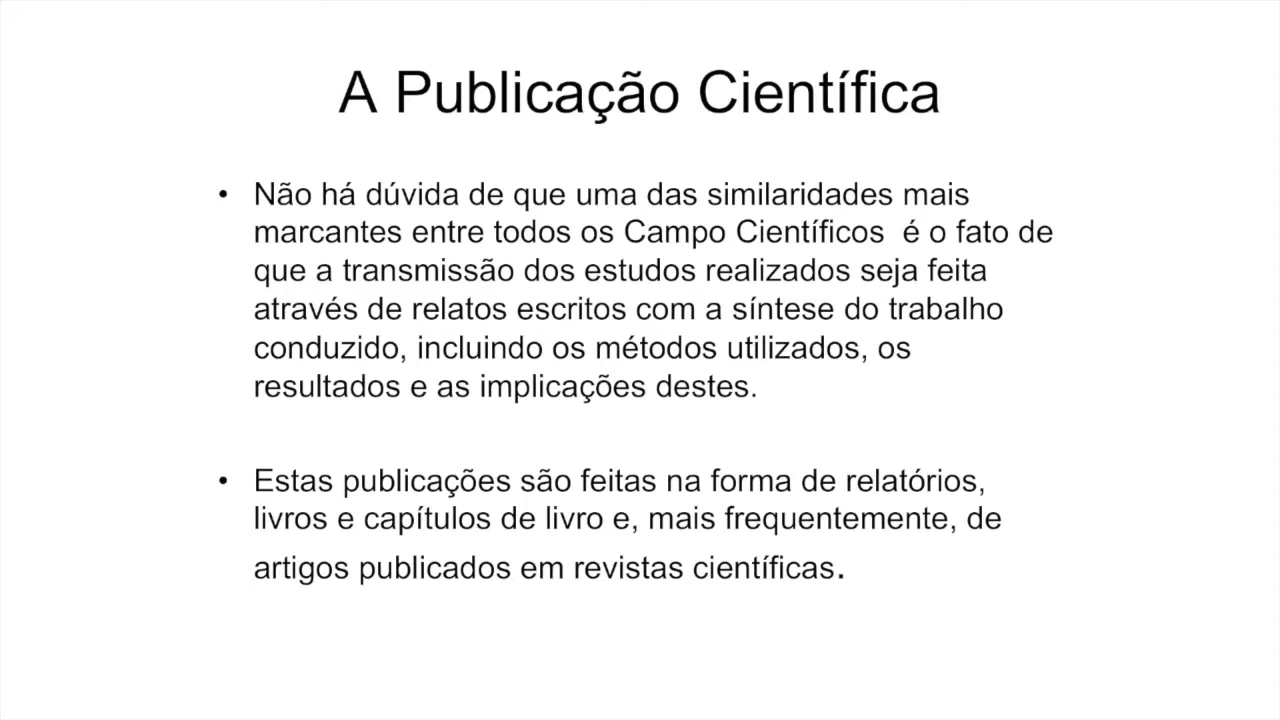 A Publicação Científica
• Não há dúvida de que uma das similaridades mais
marcantes entre todos os Campo Científicos  é o fato de
que a transmissão dos estudos realizados seja feita
através de relatos escritos com a síntese do trabalho
conduzido, incluindo os métodos utilizados, os
resultados e as implicações destes.
• Estas publicações são feitas na forma de relatórios,
livros e capítulos de livro e, mais frequentemente, de
artigos publicados em revistas científicas.